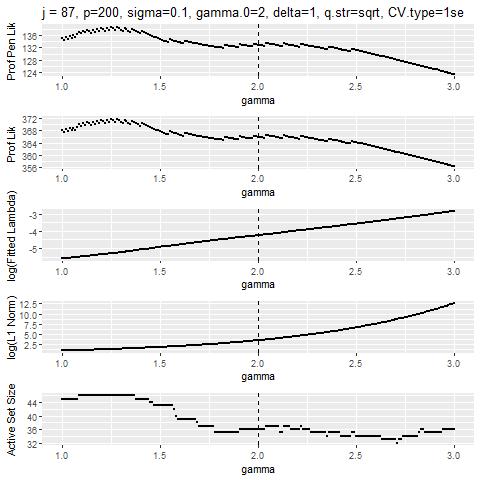 j = 87, p=200, sigma=0.1, gamma.0=2, delta=1, q.str=sqrt, CV.type=1se
Prof Pen Lik
136
132
128
124
1.0 1.5 2.0 2.5 3.0
gamma
Prof Lik
372
368
364
360
356
1.0 1.5 2.0 2.5 3.0
gamma
log(Fitted Lambda)
-3
-4
-5
1.0 1.5 2.0 2.5 3.0
gamma
log(L1 Norm)
12.5
10.0
7.5
5.0
2.5
1.0 1.5 2.0 2.5 3.0
gamma
Active Set Size
44
40
36
32
1.0 1.5 2.0 2.5 3.0
gamma